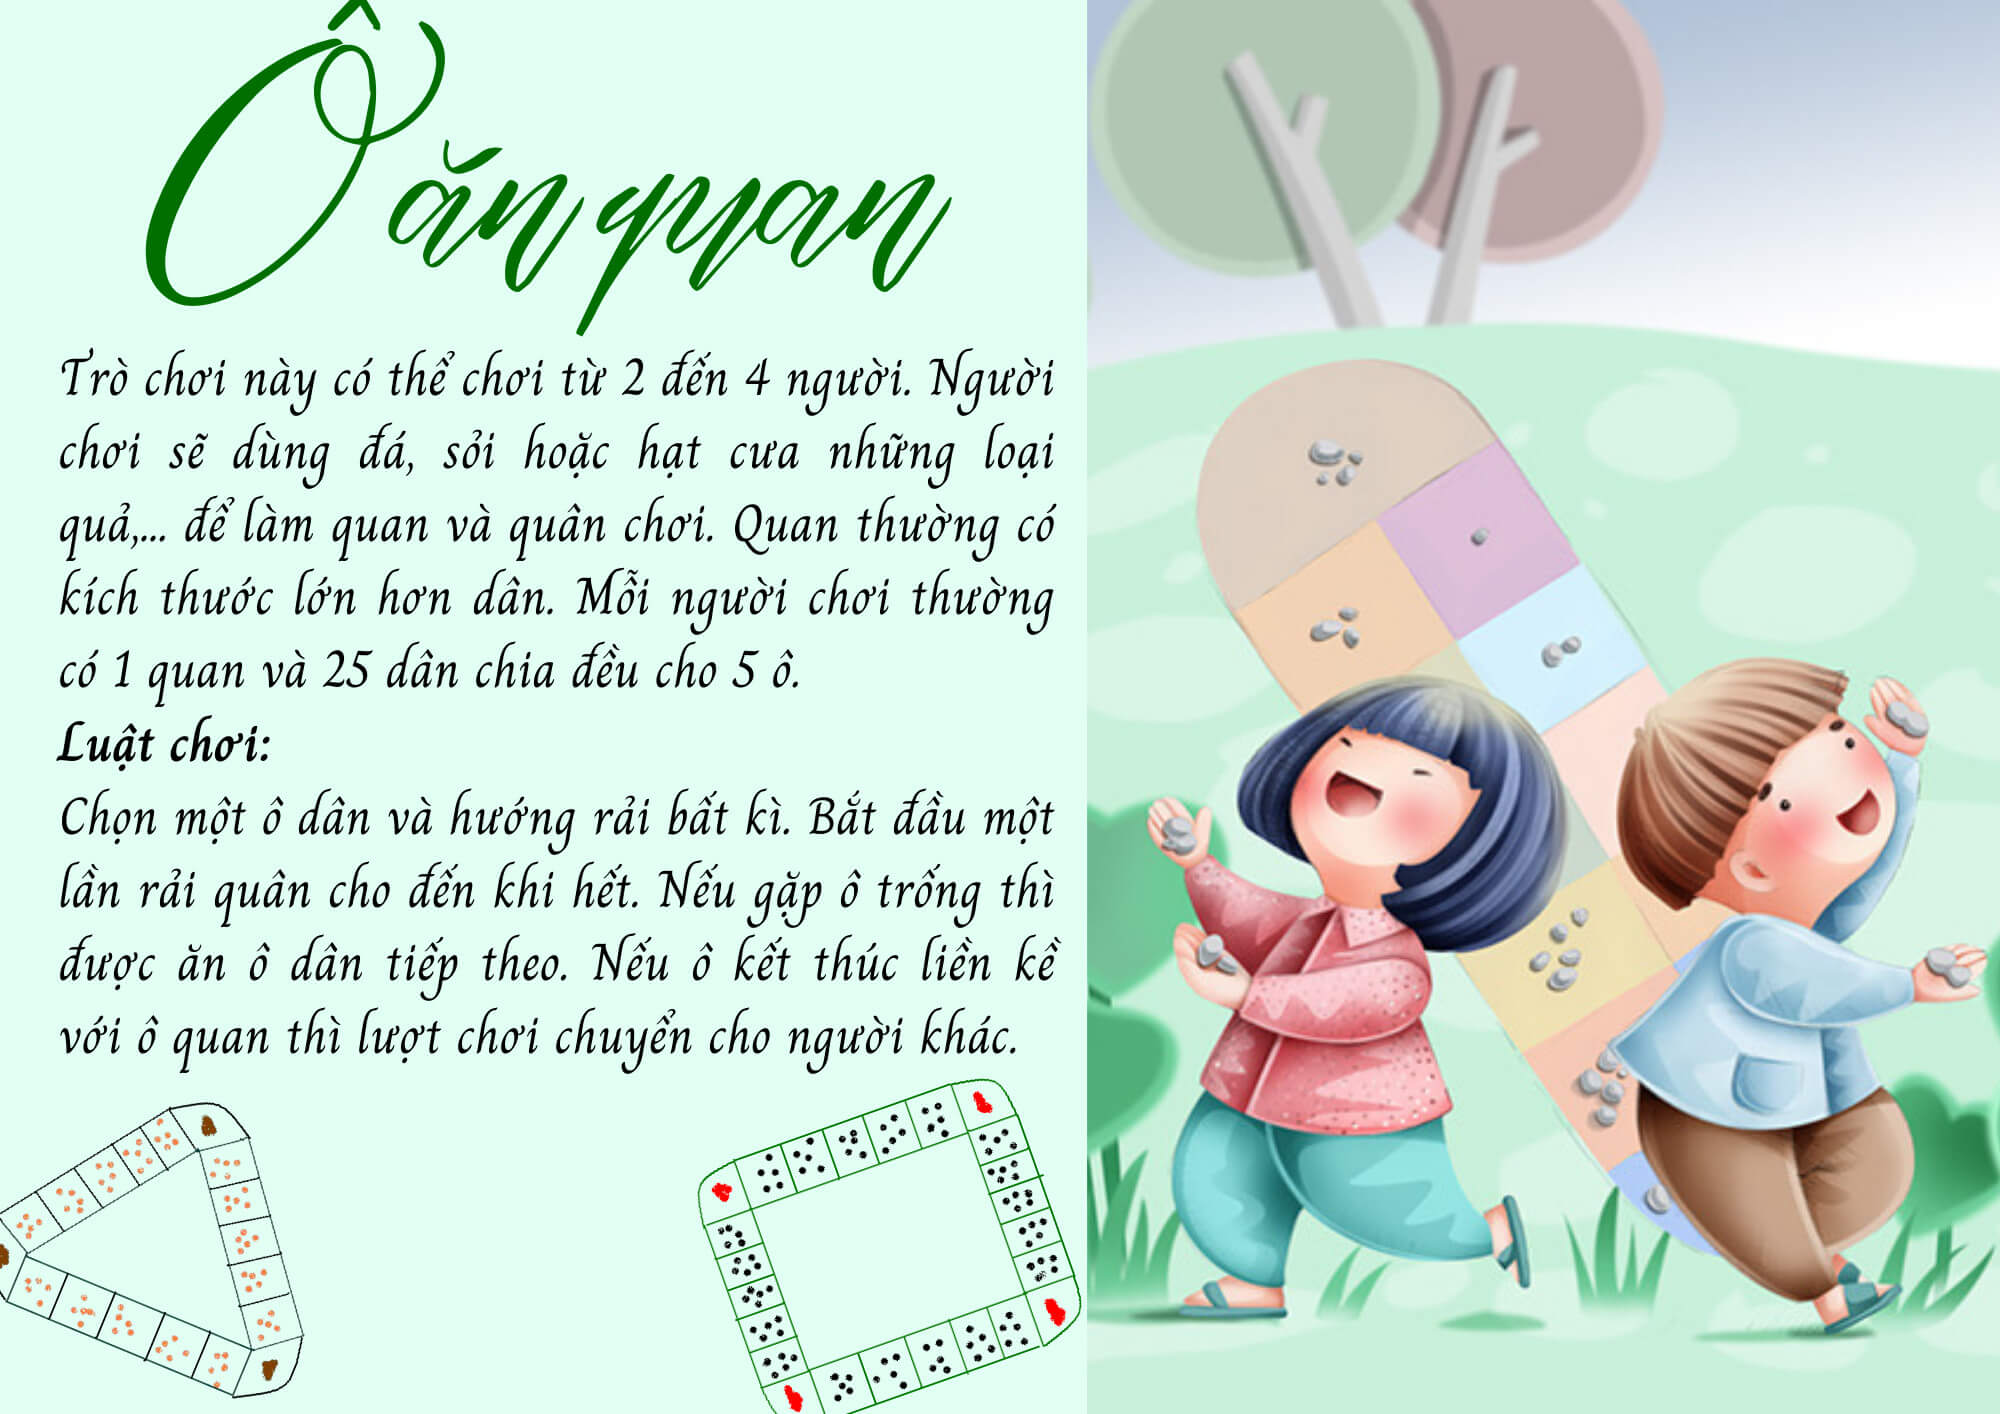 Ô ăn quan
Trò chơi này có thể chơi từ 2 đến 4 người. Người
chơi sẽ dùng đá, sỏi hoặc hạt cưa những loại
quả,... để làm quan và quân chơi. Quan thường có
kích thước lớn hơn dân. Mỗi người chơi thường
có 1 quan và 25 dân chia đều cho 5 ô.
Luật chơi:
Chọn một ô dân và hướng rải bất kì. Bắt đầu một
lần rải quân cho đến khi hết. Nếu gặp ô trống thì
được ăn ô dân tiếp theo. Nếu ô kết thúc liền kề
với ô quan thì lượt chơi chuyển cho người khác.